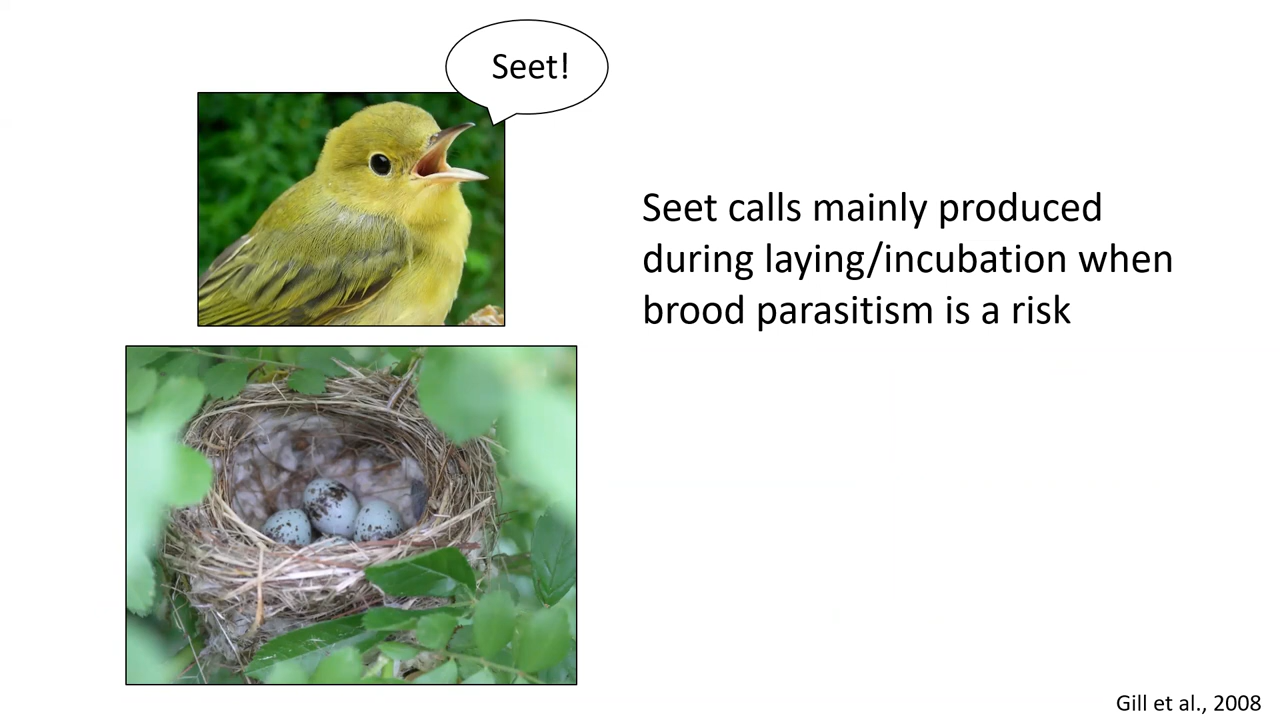 Seet!
Seet calls mainly produced
during laying/incubation when
brood parasitism is a risk
Gill et al., 2008